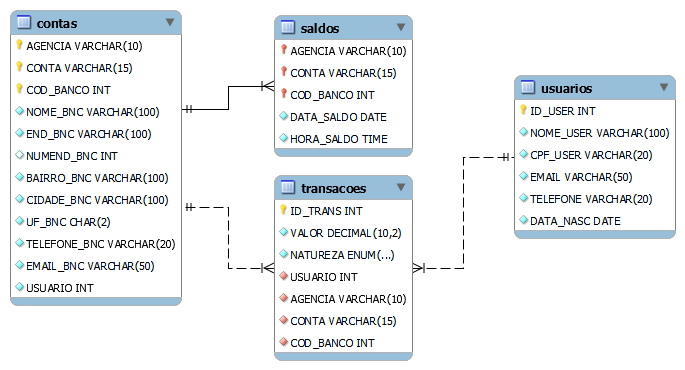 contas
AGENCIA VARCHAR(10)
CONTA VARCHAR(15)
COD_BANCO INT
NOME_BNC VARCHAR(100)
END_BNC VARCHAR(100)
NUMEND_BNC INT
BAIRRO_BNC VARCHAR(100)
CIDADE_BNC VARCHAR(100)
UF_BNC CHAR(2)
TELEFONE_BNC VARCHAR(20)
EMAIL_BNC VARCHAR(50)
USUARIO INT
saldos
AGENCIA VARCHAR(10)
CONTA VARCHAR(15)
COD_BANCO INT
DATA_SALDO DATE
HORA_SALDO TIME
transacoes
ID_TRANS INT
VALOR DECIMAL(10,2)
NATUREZA ENUM(...)
USUARIO INT
AGENCIA VARCHAR(10)
CONTA VARCHAR(15)
COD_BANCO INT
usuarios
ID_USER INT
NOME_USER VARCHAR(100)
CPF_USER VARCHAR(20)
EMAIL VARCHAR(50)
TELEFONE VARCHAR(20)
DATA_NASC DATE